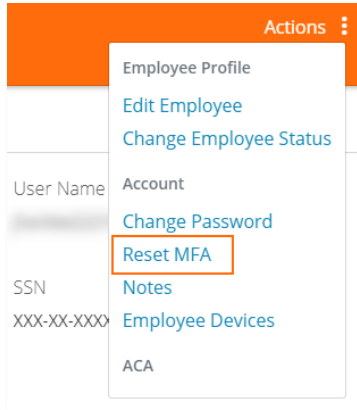 Actions
Employee Profile
Edit Employee
Change Employee Status
User Name
Account
Change Password
Reset MFA
SSN
Notes
XXX-XX-XXXX
Employee Devices
ACA